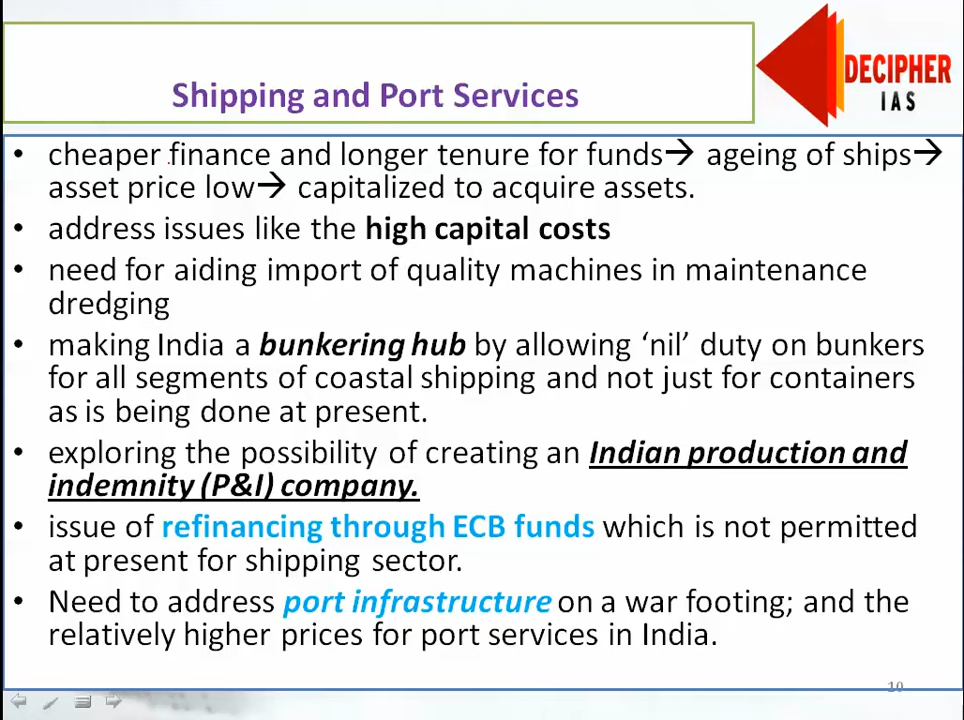 Shipping and Port Services
DECIPHER
IAS
• cheaper finance and longer tenure for funds→ ageing of ships→
asset price low→ capitalized to acquire assets.
• address issues like the high capital costs
• need for aiding import of quality machines in maintenance
dredging
• making India a bunkering hub by allowing ‘nil’ duty on bunkers
for all segments of coastal shipping and not just for containers
as is being done at present.
• exploring the possibility of creating an Indian production and
indemnity (P&I) company.
• issue of refinancing through ECB funds which is not permitted
at present for shipping sector.
• Need to address port infrastructure on a war footing; and the
relatively higher prices for port services in India.
10